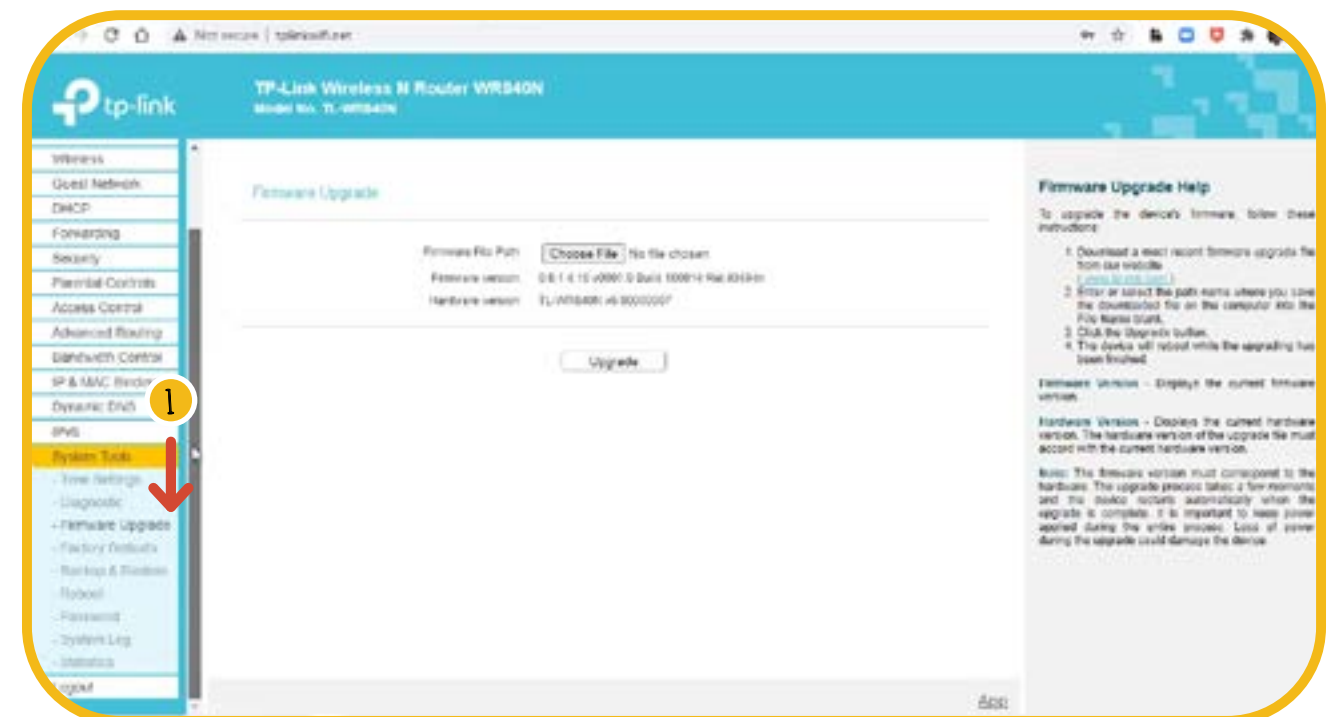 Not secure | tplinkwifi.net
tp-link
TP-Link Wireless N Router WR840N
Model No. TL-WR840N
Wireless
Guest Network
DHCP
Forwarding
Security
Parental Controls
Access Control
Advanced Routing
Bandwidth Control
IP & MAC
Dynamic DNS
1
IPv6
System Tools
- Time Settings
- Diagnostic
- Firmware Upgrade
- Factory Defaults
- Backup & Restore
- Reboot
- Password
- System Log
- Statistics
Logout
Firmware Upgrade
Firmware File Path:
Choose File No file chosen
Firmware version:
Hardware version:
Upgrade
App
Firmware Upgrade Help
To upgrade the device's firmware, follow these
instructions:
1. Download a most recent firmware upgrade file
from our website
2. Enter or select the path name where you save
the downloaded file on the computer into the
File Name blank.
3. Click the Upgrade button.
4. The device will reboot while the upgrading has
been finished.
Firmware Version - Displays the current firmware
version.
Hardware Version - Displays the current hardware
version. The hardware version of the upgrade file must
accord with the current hardware version.
Note: The firmware version must correspond to the
hardware. The upgrade process takes a few moments
and the device restarts automatically when the
upgrade is complete. It is important to keep power
applied during the entire process. Loss of power
during the upgrade could damage the device.